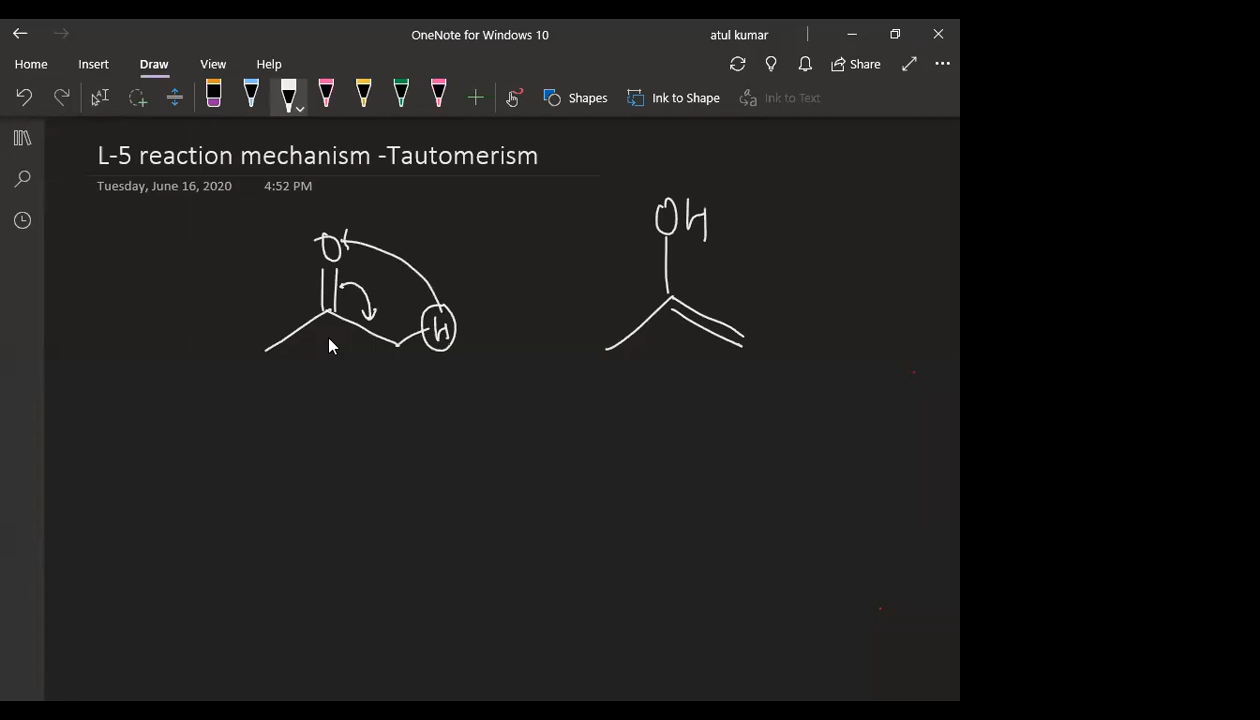 OneNote for Windows 10
atul kumar
Home Insert Draw View Help
Share
Shapes Ink to Shape Ink to Text
L-5 reaction mechanism -Tautomerism
Tuesday, June 16, 2020 4:52 PM
OH
O
H